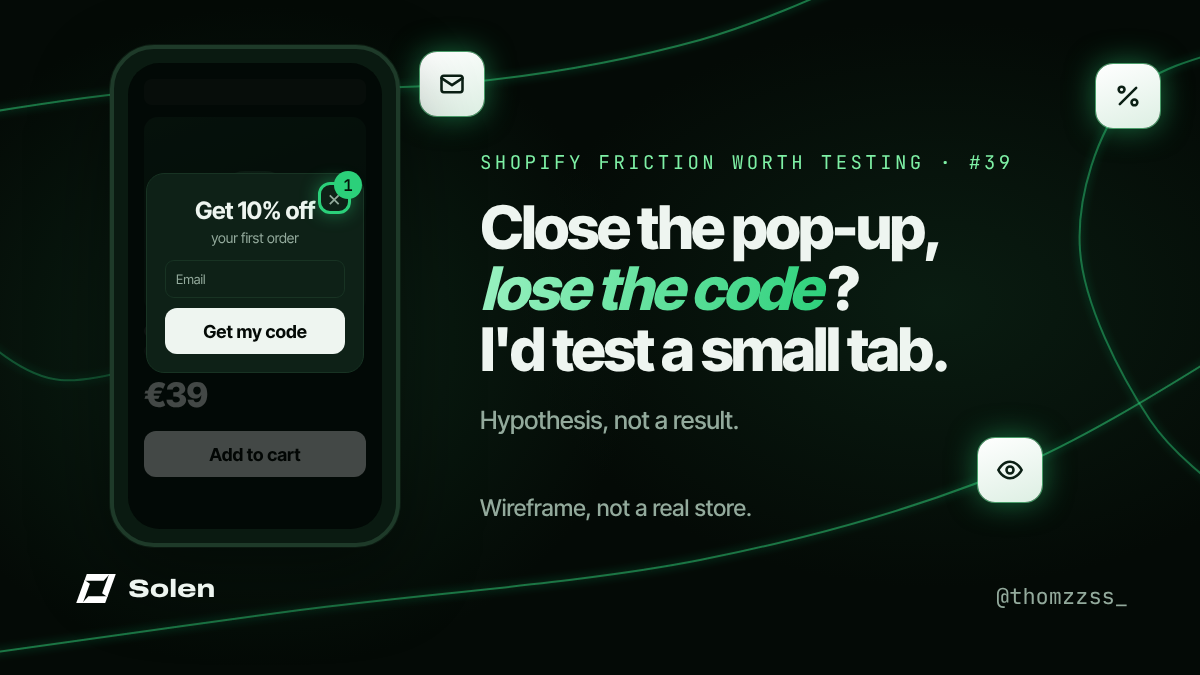 Get 10% off
1
your first order
Email
Get my code
€39
Add to cart
SHOPIFY FRICTION WORTH TESTING · #39
Close the pop-up,
lose the code?
I'd test a small tab.
Hypothesis, not a result.
Wireframe, not a real store.
Solen
@thomzzss_